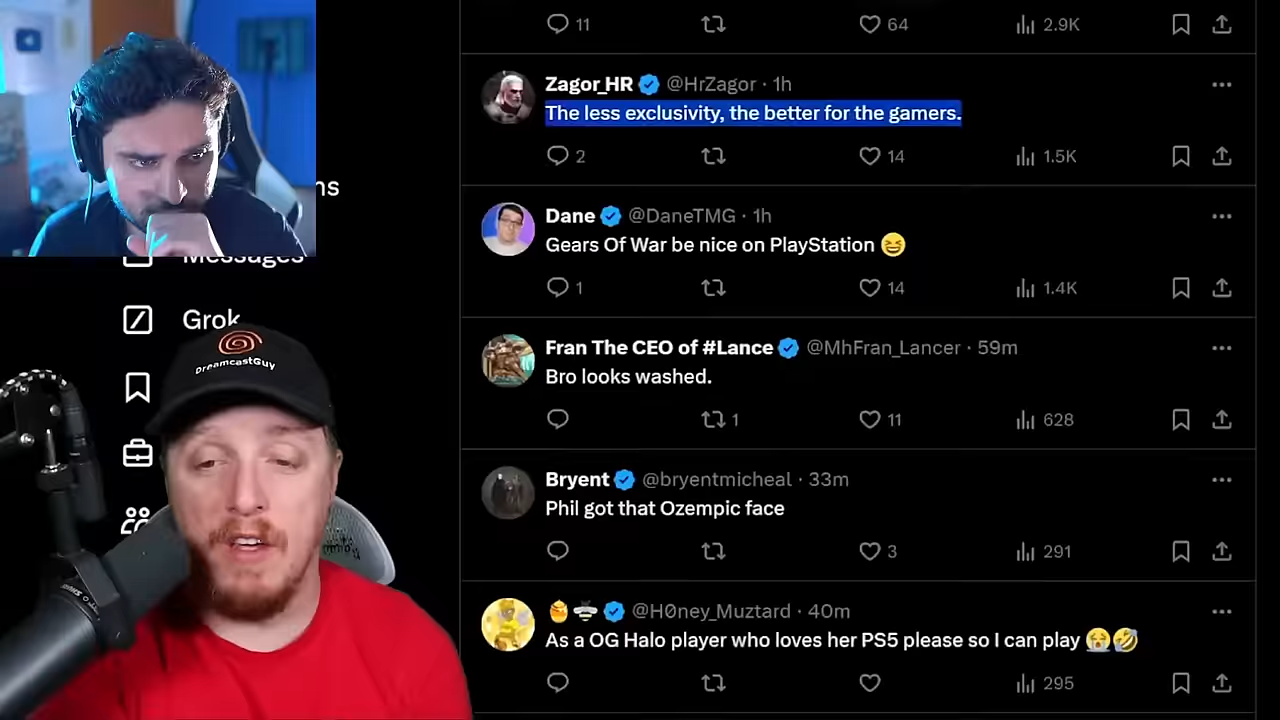 11 64 2.9K
Zagor_HR @HrZagor · 1h
The less exclusivity, the better for the gamers.
2 14 1.5K
ns
Dane @DaneTMG · 1h
Gears Of War be nice on PlayStation 😆
1 14 1.4K
Messages
Grok
Fran The CEO of #Lance @MhFran_Lancer · 59m
Bro looks washed.
1 11 628
DreamcastGuy
Bryent @bryentmicheal · 33m
Phil got that Ozempic face
3 291
🍯🐝 @H0ney_Muztard · 40m
As a OG Halo player who loves her PS5 please so I can play 😭🤣
295